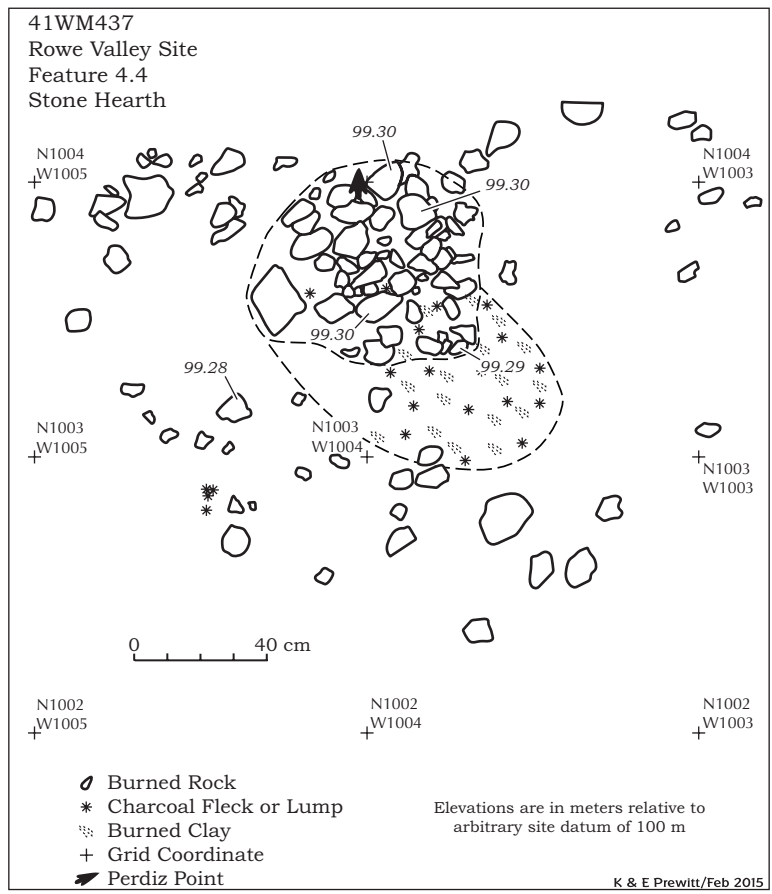 41WM437
Rowe Valley Site
Feature 4.4
Stone Hearth
99.30
N1004
W1005
N1004
W1003
99.30
99.30
99.29
99.28
N1003
W1005
N1003
W1004
N1003
W1003
0 40 cm
N1002
W1005
N1002
W1004
N1002
W1003
Burned Rock
Charcoal Fleck or Lump
Burned Clay
Grid Coordinate
Perdiz Point
Elevations are in meters relative to
arbitrary site datum of 100 m
K & E Prewitt/Feb 2015